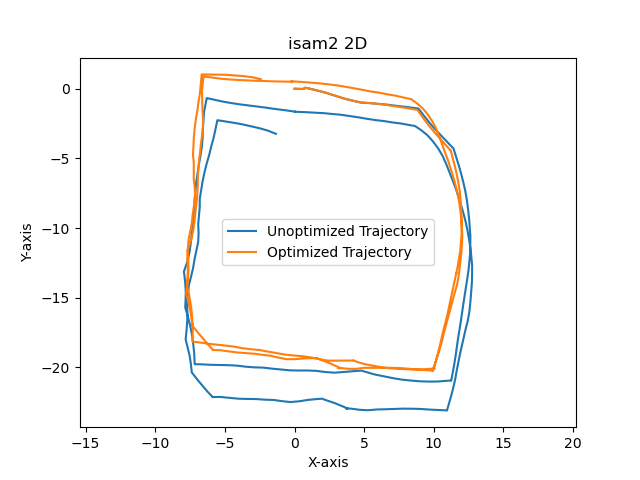 isam2 2D
0
−5
−10
−15
−20
Y-axis
Unoptimized Trajectory
Optimized Trajectory
−15
−10
−5
0
5
10
15
20
X-axis